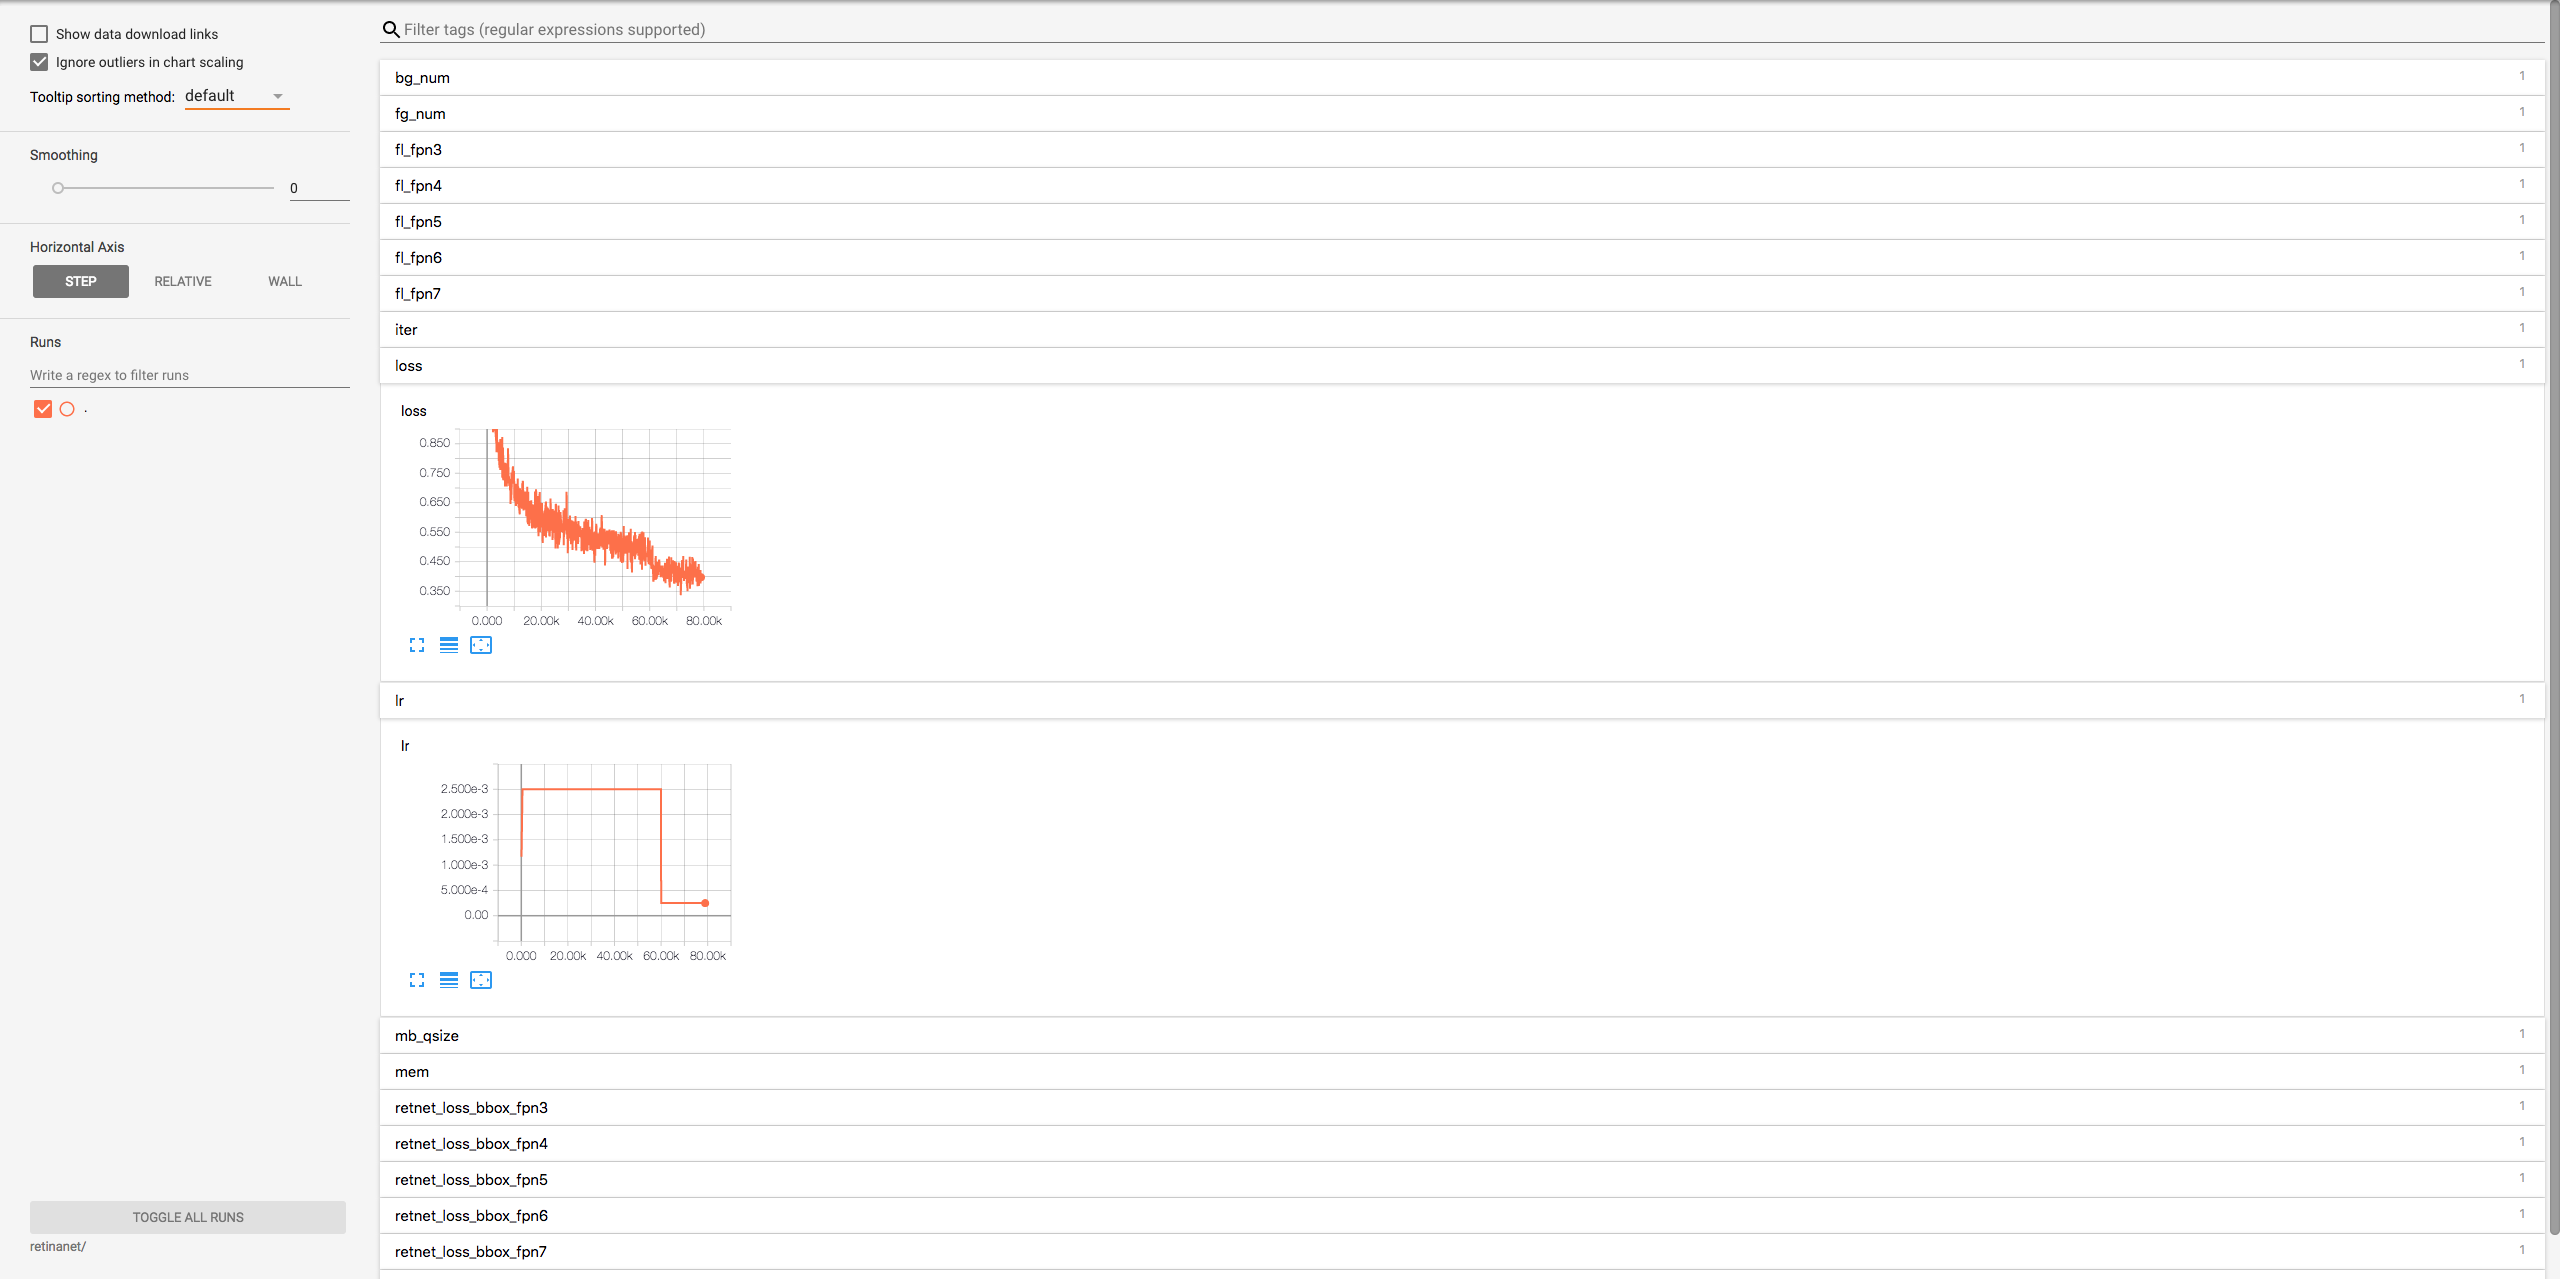 Show data download links
Ignore outliers in chart scaling
Tooltip sorting method: default
Smoothing
0
Horizontal Axis
STEP RELATIVE WALL
Runs
Write a regex to filter runs
.
TOGGLE ALL RUNS
retinanet/
Filter tags (regular expressions supported)
bg_num 1
fg_num 1
fl_fpn3 1
fl_fpn4 1
fl_fpn5 1
fl_fpn6 1
fl_fpn7 1
iter 1
loss 1
loss
0.850
0.750
0.650
0.550
0.450
0.350
0.000 20.00k 40.00k 60.00k 80.00k
lr 1
lr
2.500e-3
2.000e-3
1.500e-3
1.000e-3
5.000e-4
0.00
0.000 20.00k 40.00k 60.00k 80.00k
mb_qsize 1
mem 1
retnet_loss_bbox_fpn3 1
retnet_loss_bbox_fpn4 1
retnet_loss_bbox_fpn5 1
retnet_loss_bbox_fpn6 1
retnet_loss_bbox_fpn7 1